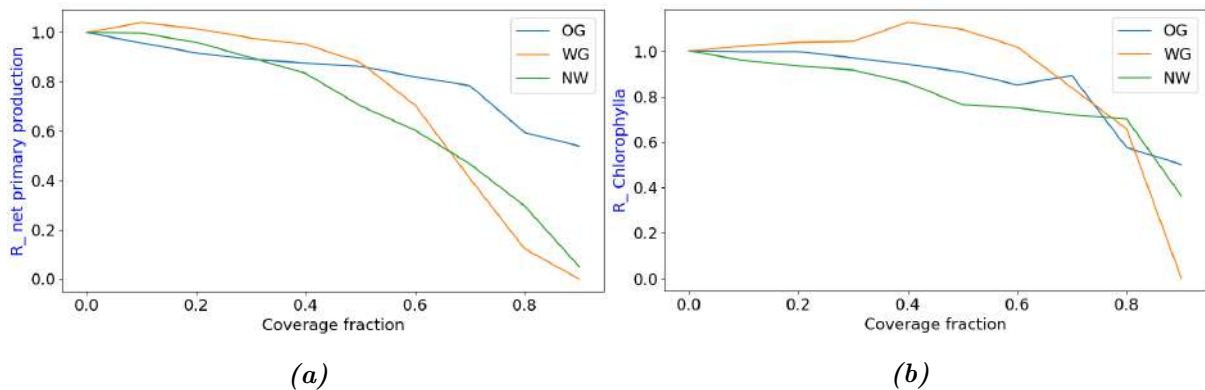 R_ net primary production
1.0
0.8
0.6
0.4
0.2
0.0
0.0 0.2 0.4 0.6 0.8
Coverage fraction
OG
WG
NW
(a)
R_ Chlorophylla
1.0
0.8
0.6
0.4
0.2
0.0
0.0 0.2 0.4 0.6 0.8
Coverage fraction
OG
WG
NW
(b)